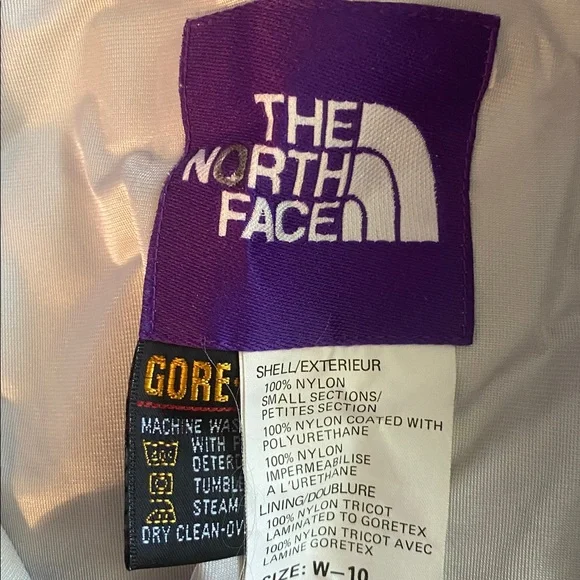 THE
NORTH
FACE
GORE-
MACHINE WAS
WITH P
DETERG
TUMBLE
STEAM
DRY CLEAN-OV
SHELL/EXTERIEUR
100% NYLON
SMALL SECTIONS/
PETITES SECTION
100% NYLON COATED WITH
POLYURETHANE
100% NYLON
IMPERMEABILISE
A L'URETHANE
LINING/DOUBLURE
100% NYLON TRICOT
LAMINATED TO GORETEX
100% NYLON TRICOT AVEC
LAMINE GORETEX
SIZE: W-10